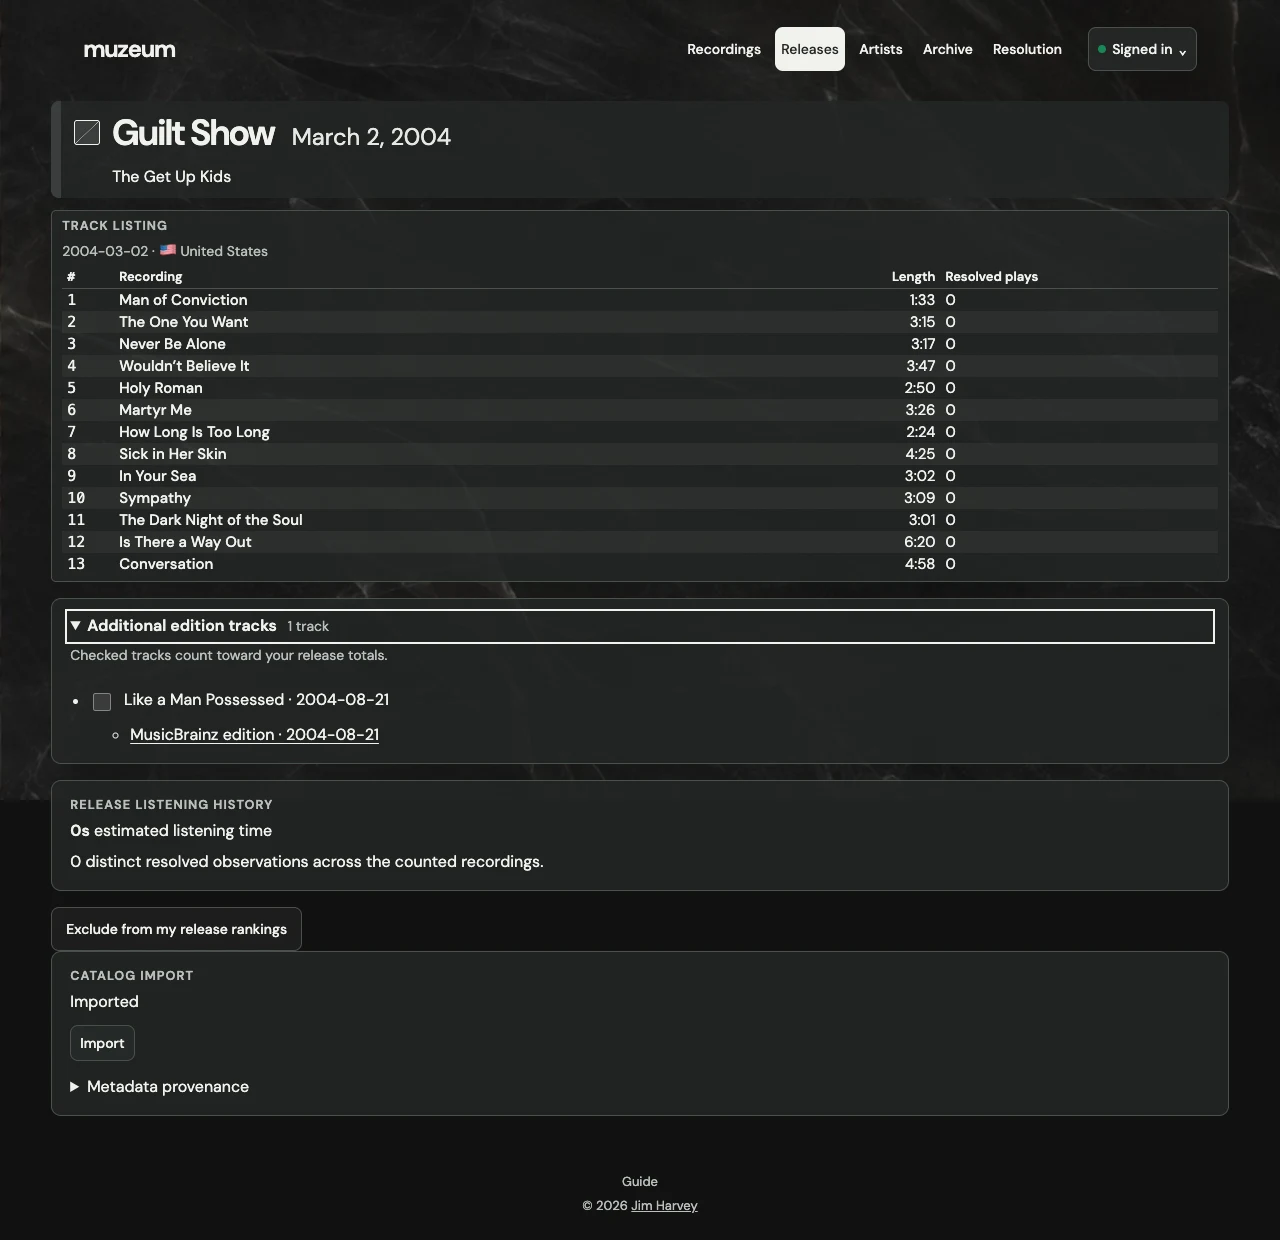 muzeum
Recordings Releases Artists Archive Resolution Signed in
Guilt Show March 2, 2004
The Get Up Kids
TRACK LISTING
2004-03-02 · 🇺🇸 United States
# Recording Length Resolved plays
1 Man of Conviction 1:33 0
2 The One You Want 3:15 0
3 Never Be Alone 3:17 0
4 Wouldn’t Believe It 3:47 0
5 Holy Roman 2:50 0
6 Martyr Me 3:26 0
7 How Long Is Too Long 2:24 0
8 Sick in Her Skin 4:25 0
9 In Your Sea 3:02 0
10 Sympathy 3:09 0
11 The Dark Night of the Soul 3:01 0
12 Is There a Way Out 6:20 0
13 Conversation 4:58 0
▼ Additional edition tracks 1 track
Checked tracks count toward your release totals.
• Like a Man Possessed · 2004-08-21
◦ MusicBrainz edition · 2004-08-21
RELEASE LISTENING HISTORY
0s estimated listening time
0 distinct resolved observations across the counted recordings.
Exclude from my release rankings
CATALOG IMPORT
Imported
Import
▶ Metadata provenance
Guide
© 2026 Jim Harvey